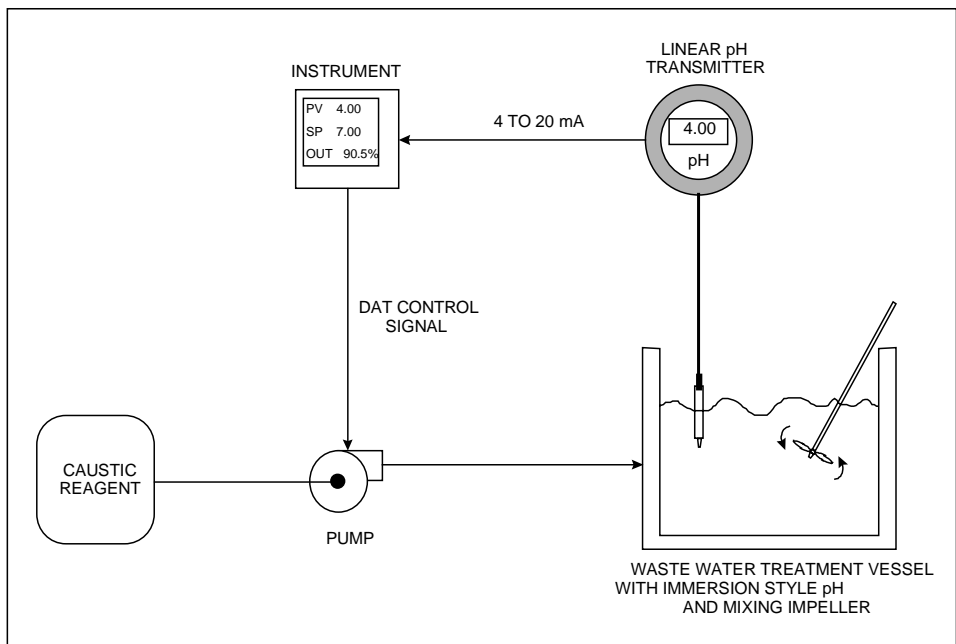 LINEAR pH
TRANSMITTER
INSTRUMENT
PV 4.00
SP 7.00
OUT 90.5%
4 TO 20 mA
4.00
pH
DAT CONTROL
SIGNAL
CAUSTIC
REAGENT
PUMP
WASTE WATER TREATMENT VESSEL
WITH IMMERSION STYLE pH
AND MIXING IMPELLER